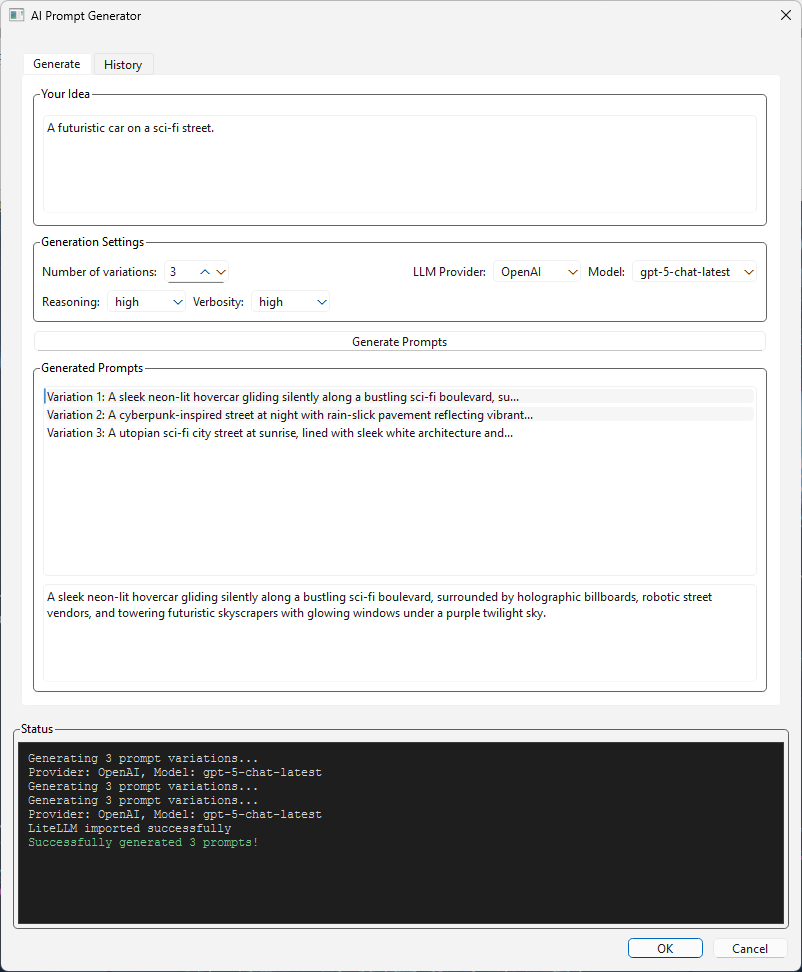 AI Prompt Generator
Generate History
Your Idea
A futuristic car on a sci-fi street.
Generation Settings
Number of variations: 3 LLM Provider: OpenAI Model: gpt-5-chat-latest
Reasoning: high Verbosity: high
Generate Prompts
Generated Prompts
Variation 1: A sleek neon-lit hovercar gliding silently along a bustling sci-fi boulevard, su...
Variation 2: A cyberpunk-inspired street at night with rain-slick pavement reflecting vibrant...
Variation 3: A utopian sci-fi city street at sunrise, lined with sleek white architecture and...
A sleek neon-lit hovercar gliding silently along a bustling sci-fi boulevard, surrounded by holographic billboards, robotic street
vendors, and towering futuristic skyscrapers with glowing windows under a purple twilight sky.
Status
Generating 3 prompt variations...
Provider: OpenAI, Model: gpt-5-chat-latest
Generating 3 prompt variations...
Generating 3 prompt variations...
Provider: OpenAI, Model: gpt-5-chat-latest
LiteLLM imported successfully
Successfully generated 3 prompts!
OK Cancel